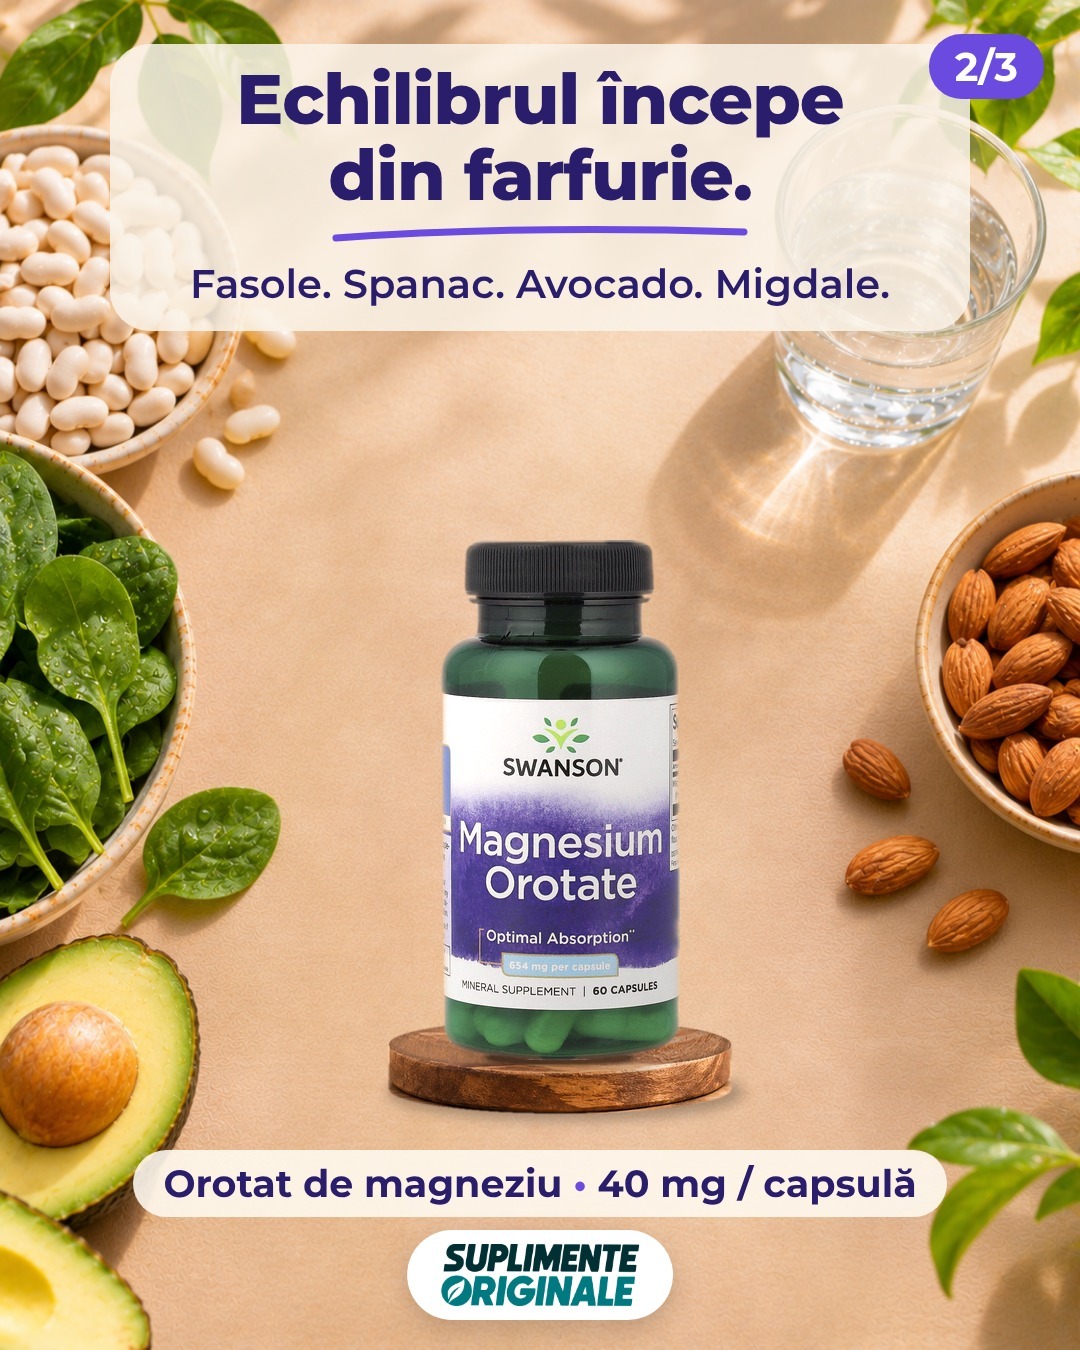 2/3
Echilibrul începe
din farfurie.
Fasole. Spanac. Avocado. Migdale.
SWANSON
Magnesium
Orotate
Optimal Absorption
654 mg per capsule
MINERAL SUPPLEMENT | 60 CAPSULES
Orotat de magneziu • 40 mg / capsulă
SUPLIMENTE
ORIGINALE